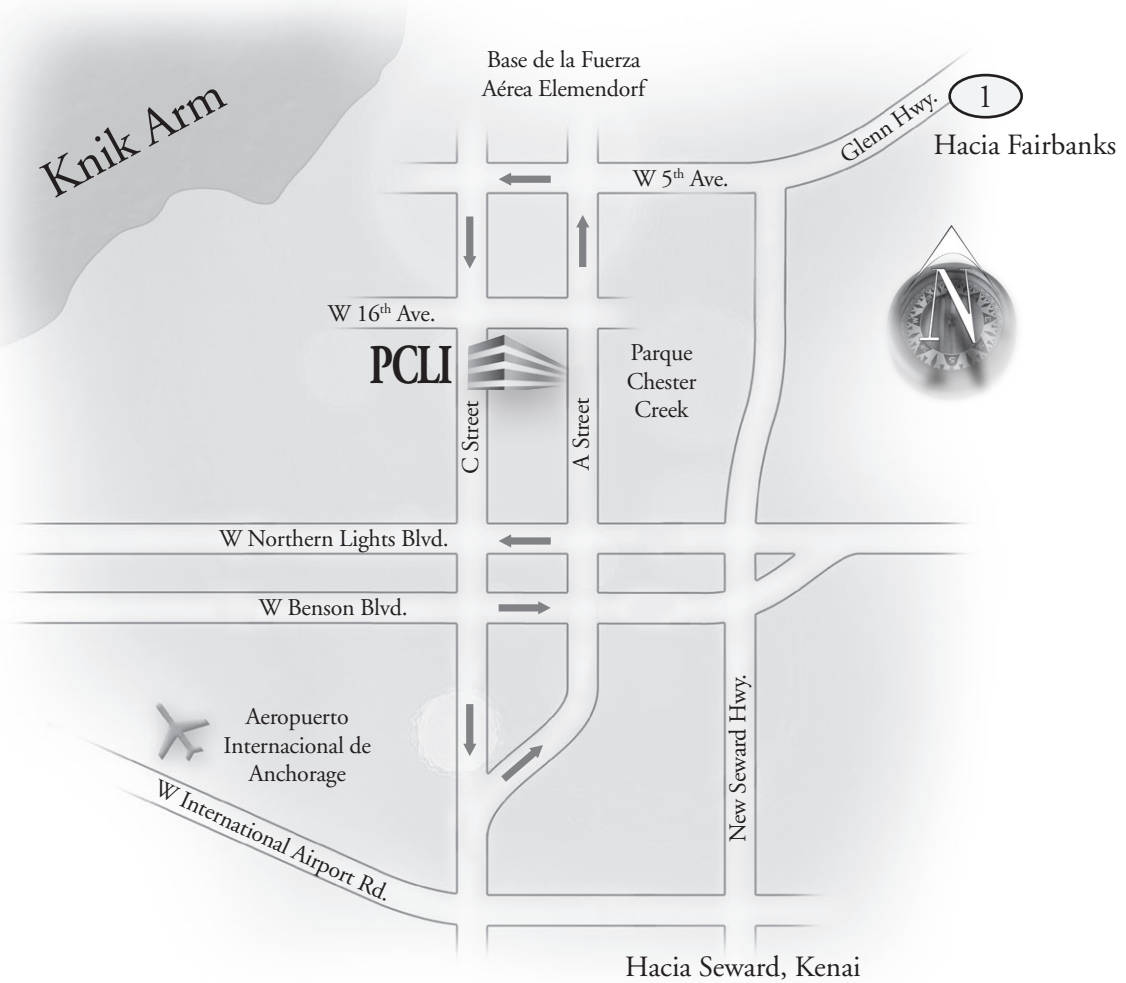 Base de la Fuerza
Aérea Elemendorf
Knik Arm
Glenn Hwy.
1
Hacia Fairbanks
W 5th Ave.
N
W 16th Ave.
PCLI
Parque
Chester
Creek
C Street
A Street
W Northern Lights Blvd.
W Benson Blvd.
Aeropuerto
Internacional de
Anchorage
New Seward Hwy.
W International Airport Rd.
Hacia Seward, Kenai